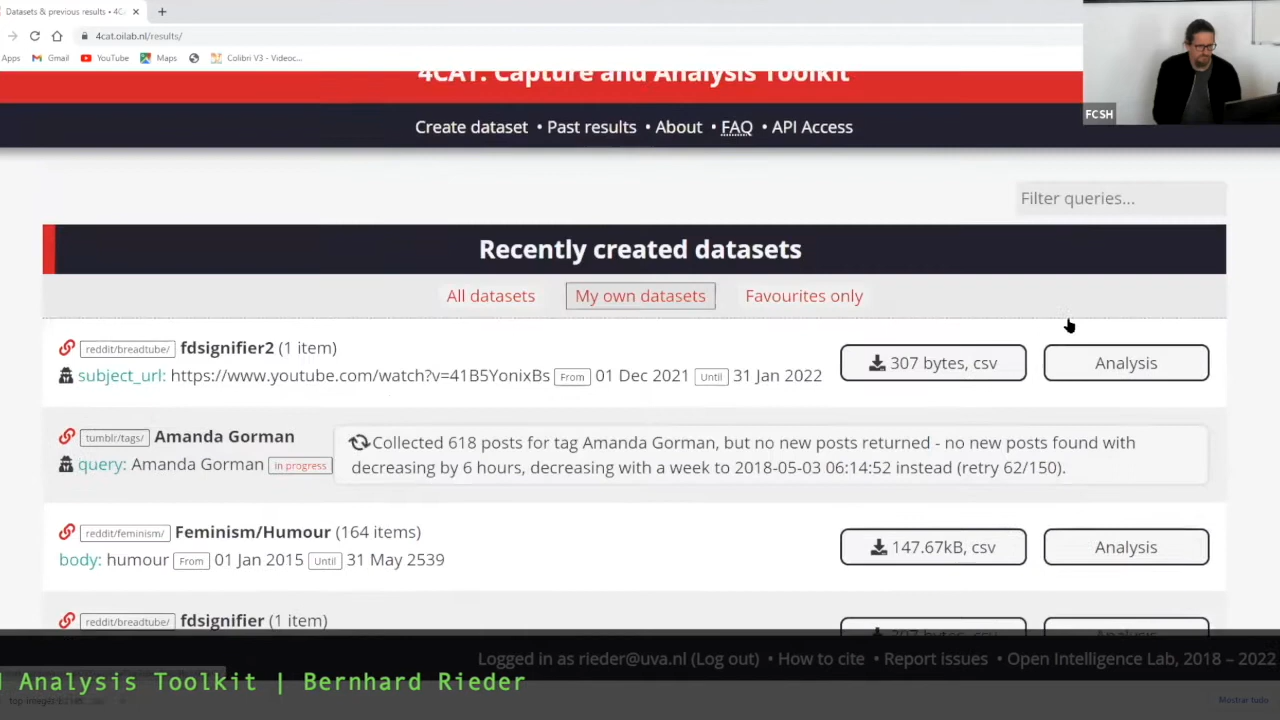 Datasets & previous results • 4C
4cat.oilab.nl/results/
Apps Gmail YouTube Maps Colibri V3 - Videoc...
4CAT: Capture and Analysis Toolkit
Create dataset • Past results • About • FAQ • API Access
FCSH
Filter queries...
Recently created datasets
All datasets My own datasets Favourites only
reddit/breadtube/ fdsignifier2 (1 item)
subject_url: https://www.youtube.com/watch?v=41B5YonixBs From 01 Dec 2021 Until 31 Jan 2022
307 bytes, csv Analysis
tumblr/tags/ Amanda Gorman
query: Amanda Gorman in progress
Collected 618 posts for tag Amanda Gorman, but no new posts returned - no new posts found with
decreasing by 6 hours, decreasing with a week to 2018-05-03 06:14:52 instead (retry 62/150).
reddit/feminism/ Feminism/Humour (164 items)
body: humour From 01 Jan 2015 Until 31 May 2539
147.67kB, csv Analysis
reddit/breadtube/ fdsignifier (1 item)
307 bytes, csv Analysis
Logged in as rieder@uva.nl (Log out) • How to cite • Report issues • Open Intelligence Lab, 2018 – 2022
Analysis Toolkit | Bernhard Rieder
Mostrar tudo